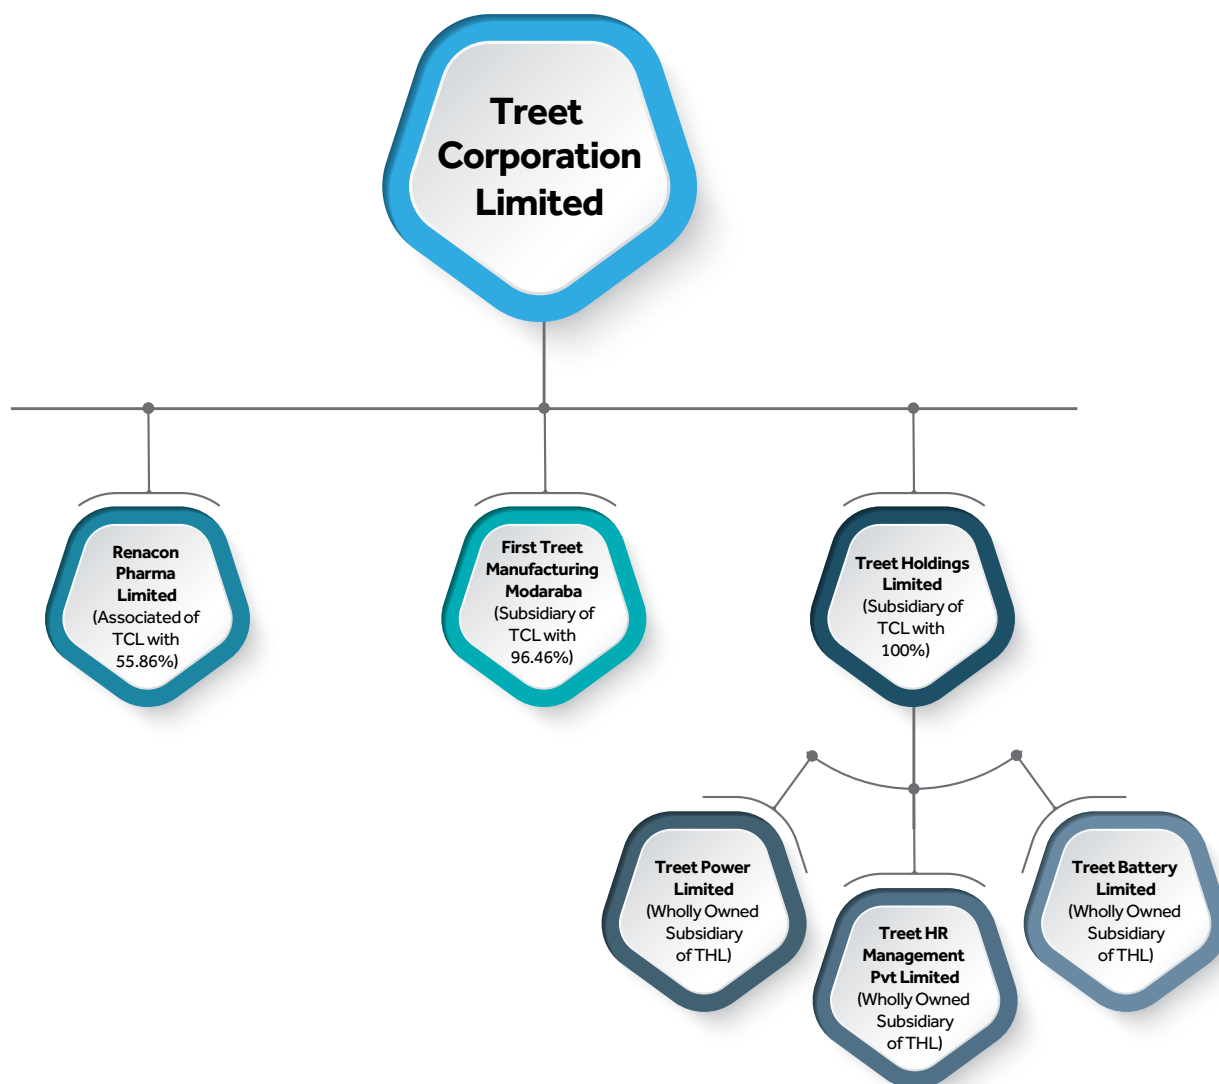 Treet
Corporation
Limited
Renacon
Pharma
Limited
(Associated of
TCL with
55.86%)
First Treet
Manufacturing
Modaraba
(Subsidiary of
TCL with
96.46%)
Treet Holdings
Limited
(Subsidiary of
TCL with
100%)
Treet Power
Limited
(Wholly Owned
Subsidiary
of THL)
Treet HR
Management
Pvt Limited
(Wholly Owned
Subsidiary
of THL)
Treet Battery
Limited
(Wholly Owned
Subsidiary
of THL)